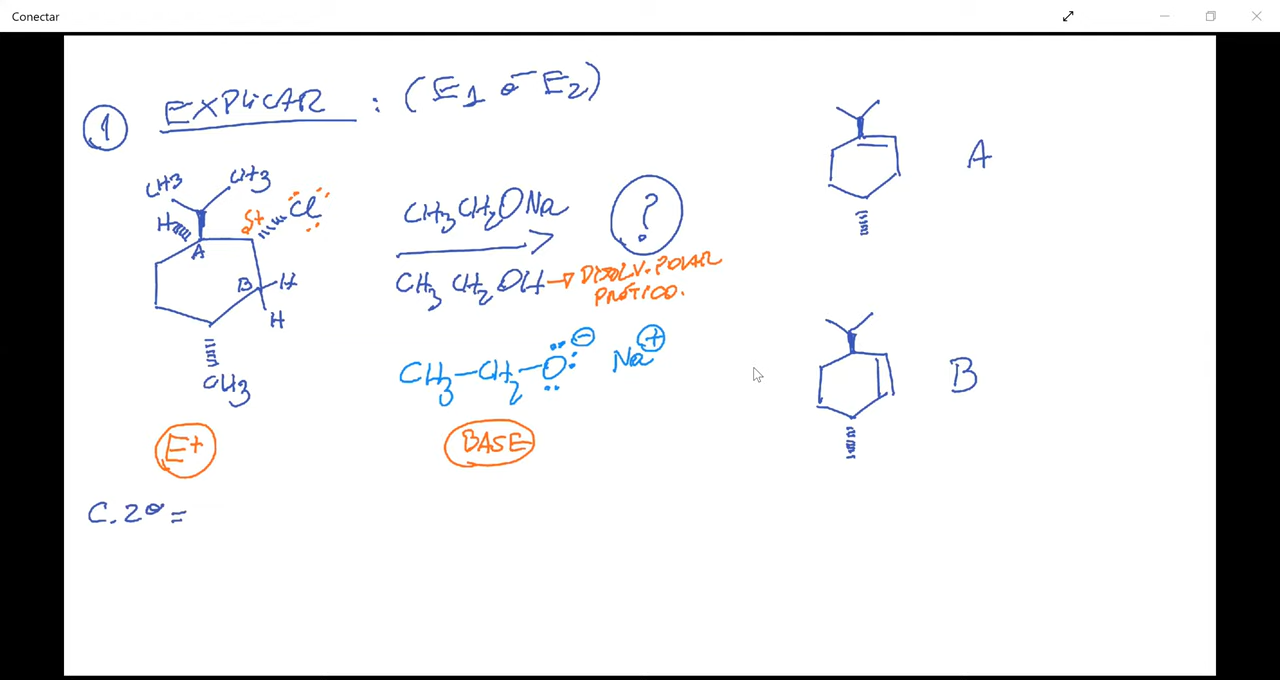 Conectar
1 EXPLICAR : (E1 ó E2)
CH3 CH3
H Cl
δ+
A
B H
H
CH3
E+
C. 2º =
CH3CH2ONa
CH3CH2OH → DISOLV. POLAR
PRÓTICO.
?
CH3-CH2-O: ⊖ Na ⊕
BASE
A
B